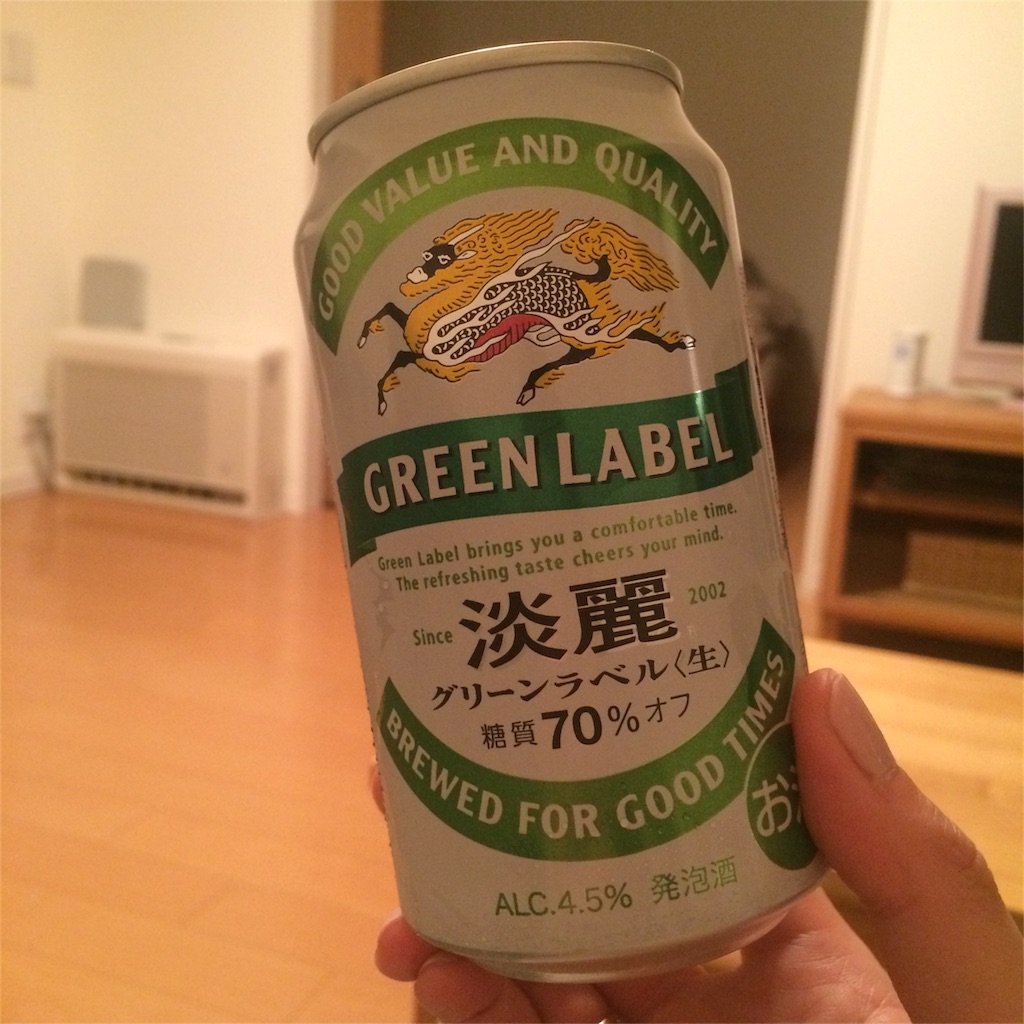 GOOD VALUE AND QUALITY
GREEN LABEL
Green Label brings you a comfortable time.
The refreshing taste cheers your mind.
Since 淡麗 2002
グリーンラベル〈生〉
糖質70%オフ
BREWED FOR GOOD TIMES
お
ALC.4.5% 発泡酒